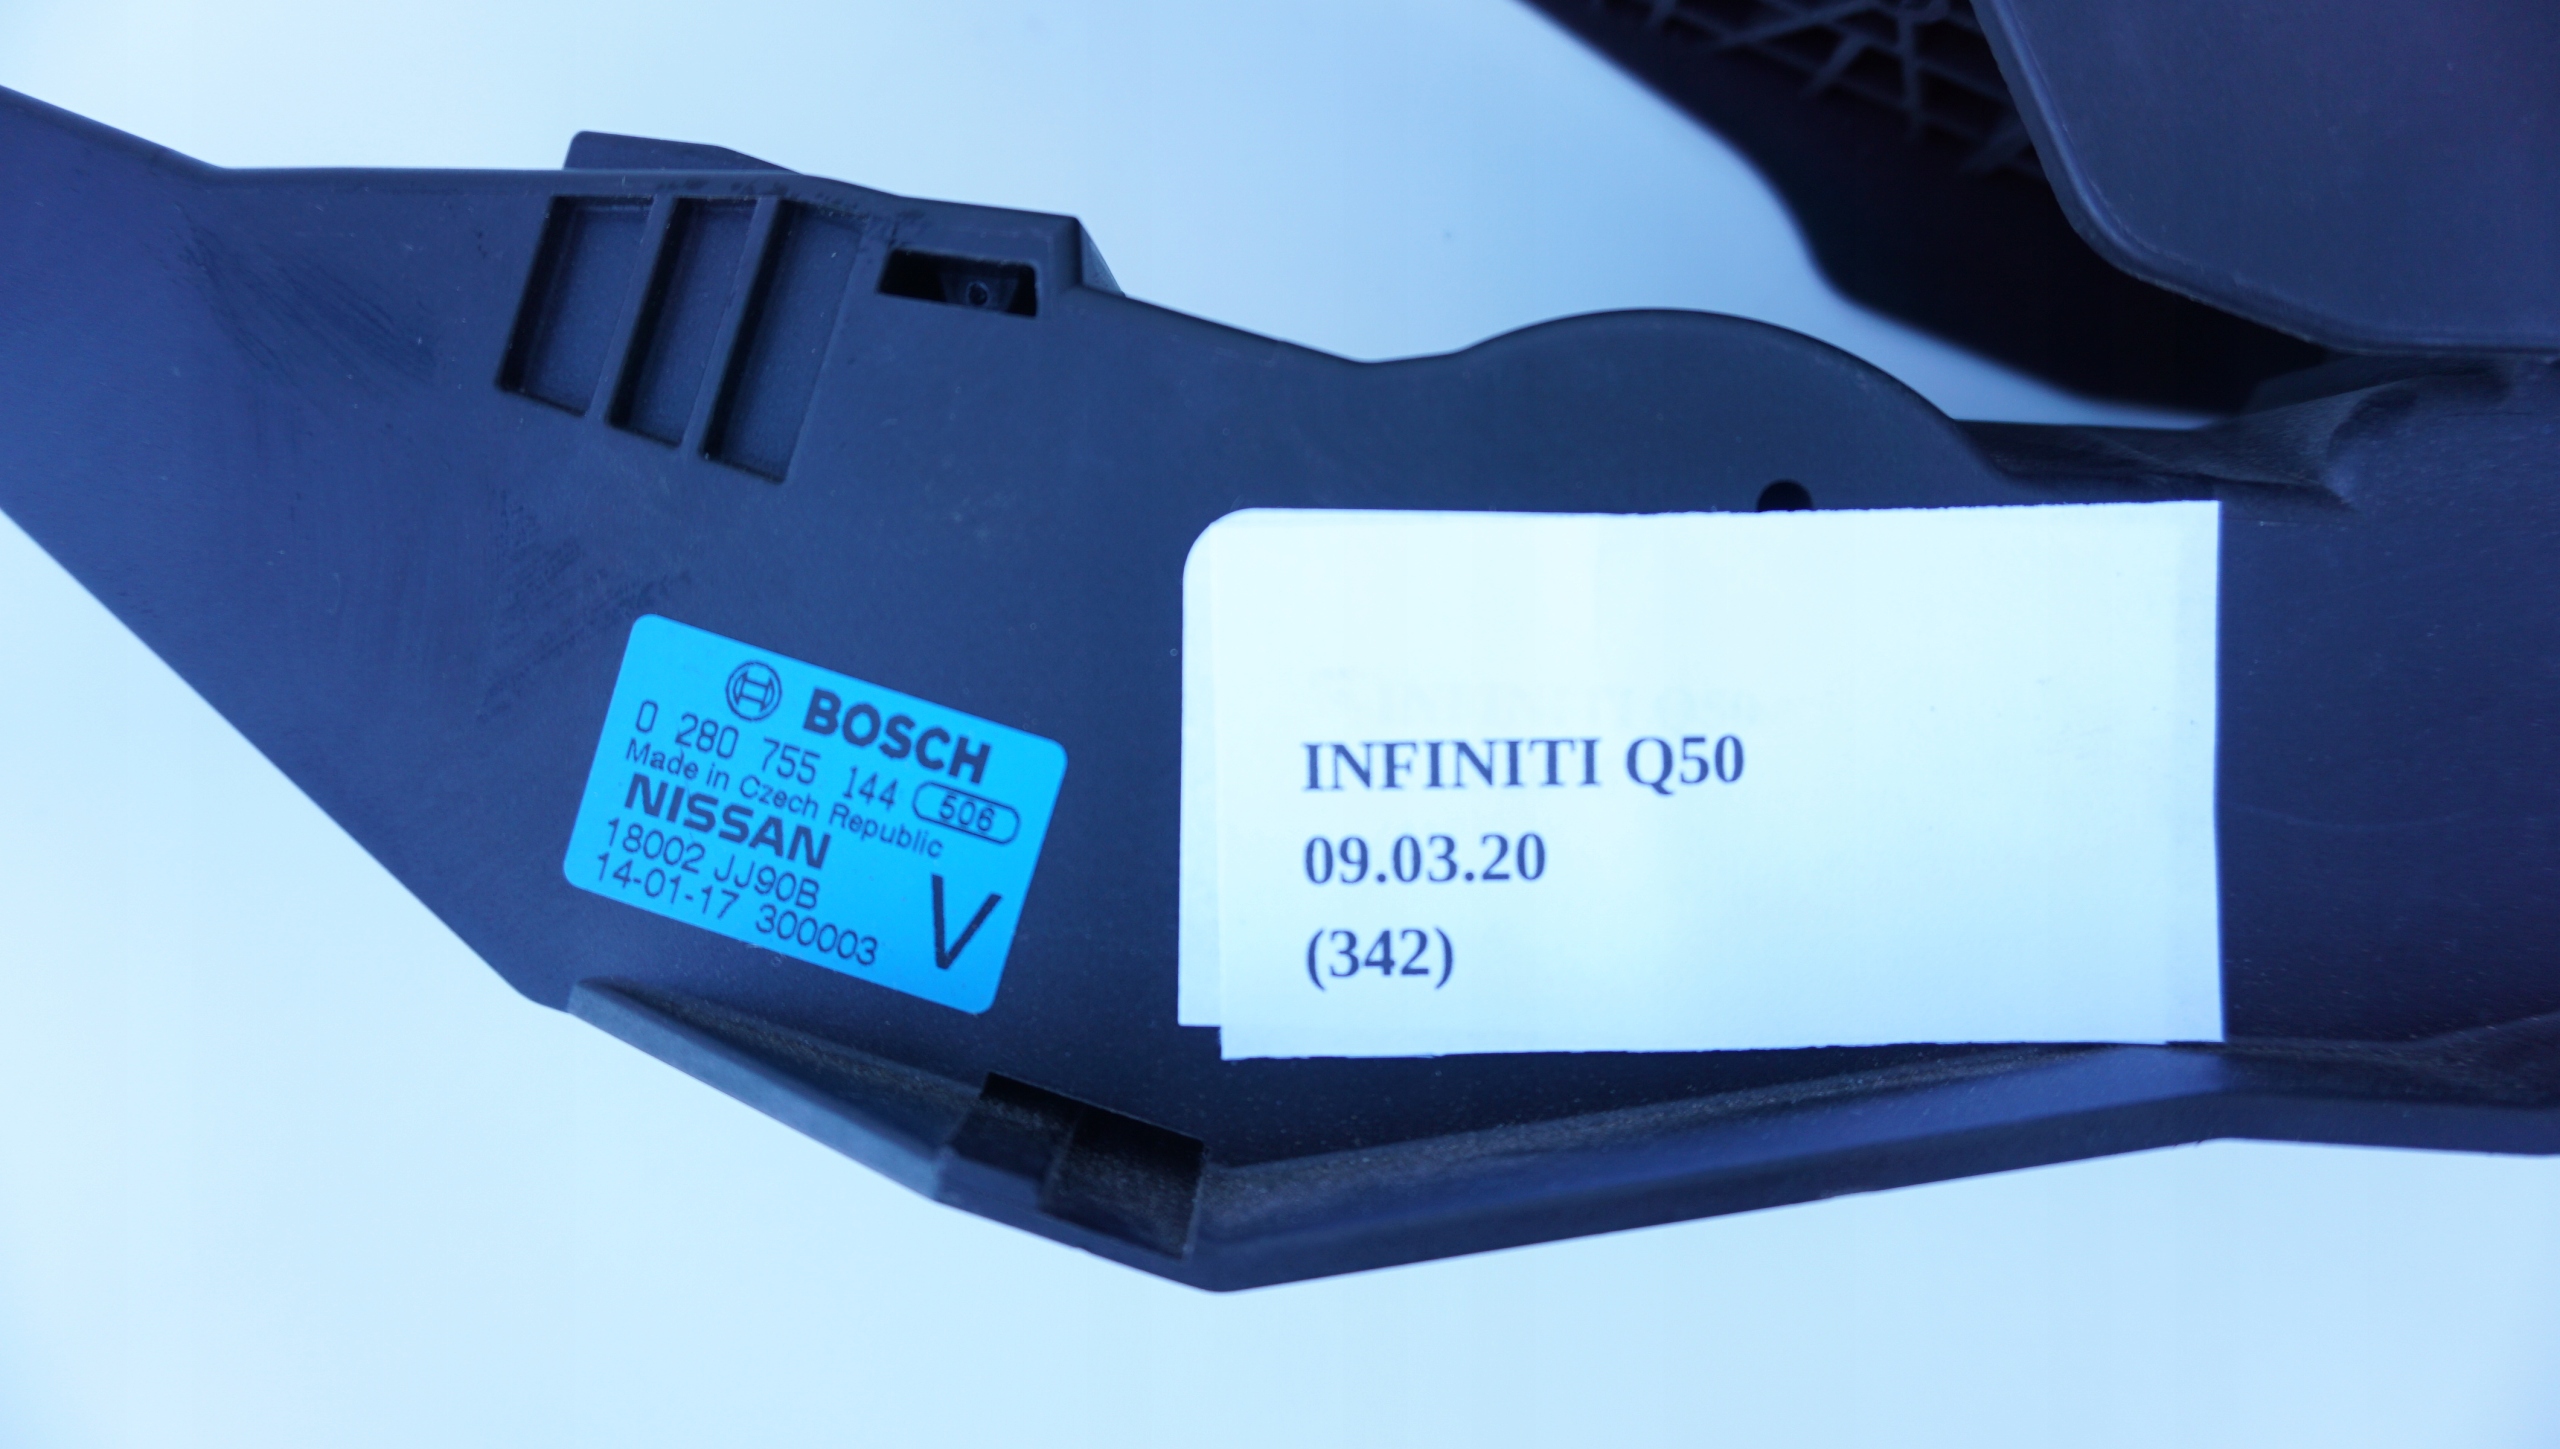 BOSCH
0 280 755 144 506
Made in Czech Republic
NISSAN
18002 JJ90B
14-01-17 300003
V
INFINITI Q50
09.03.20
(342)